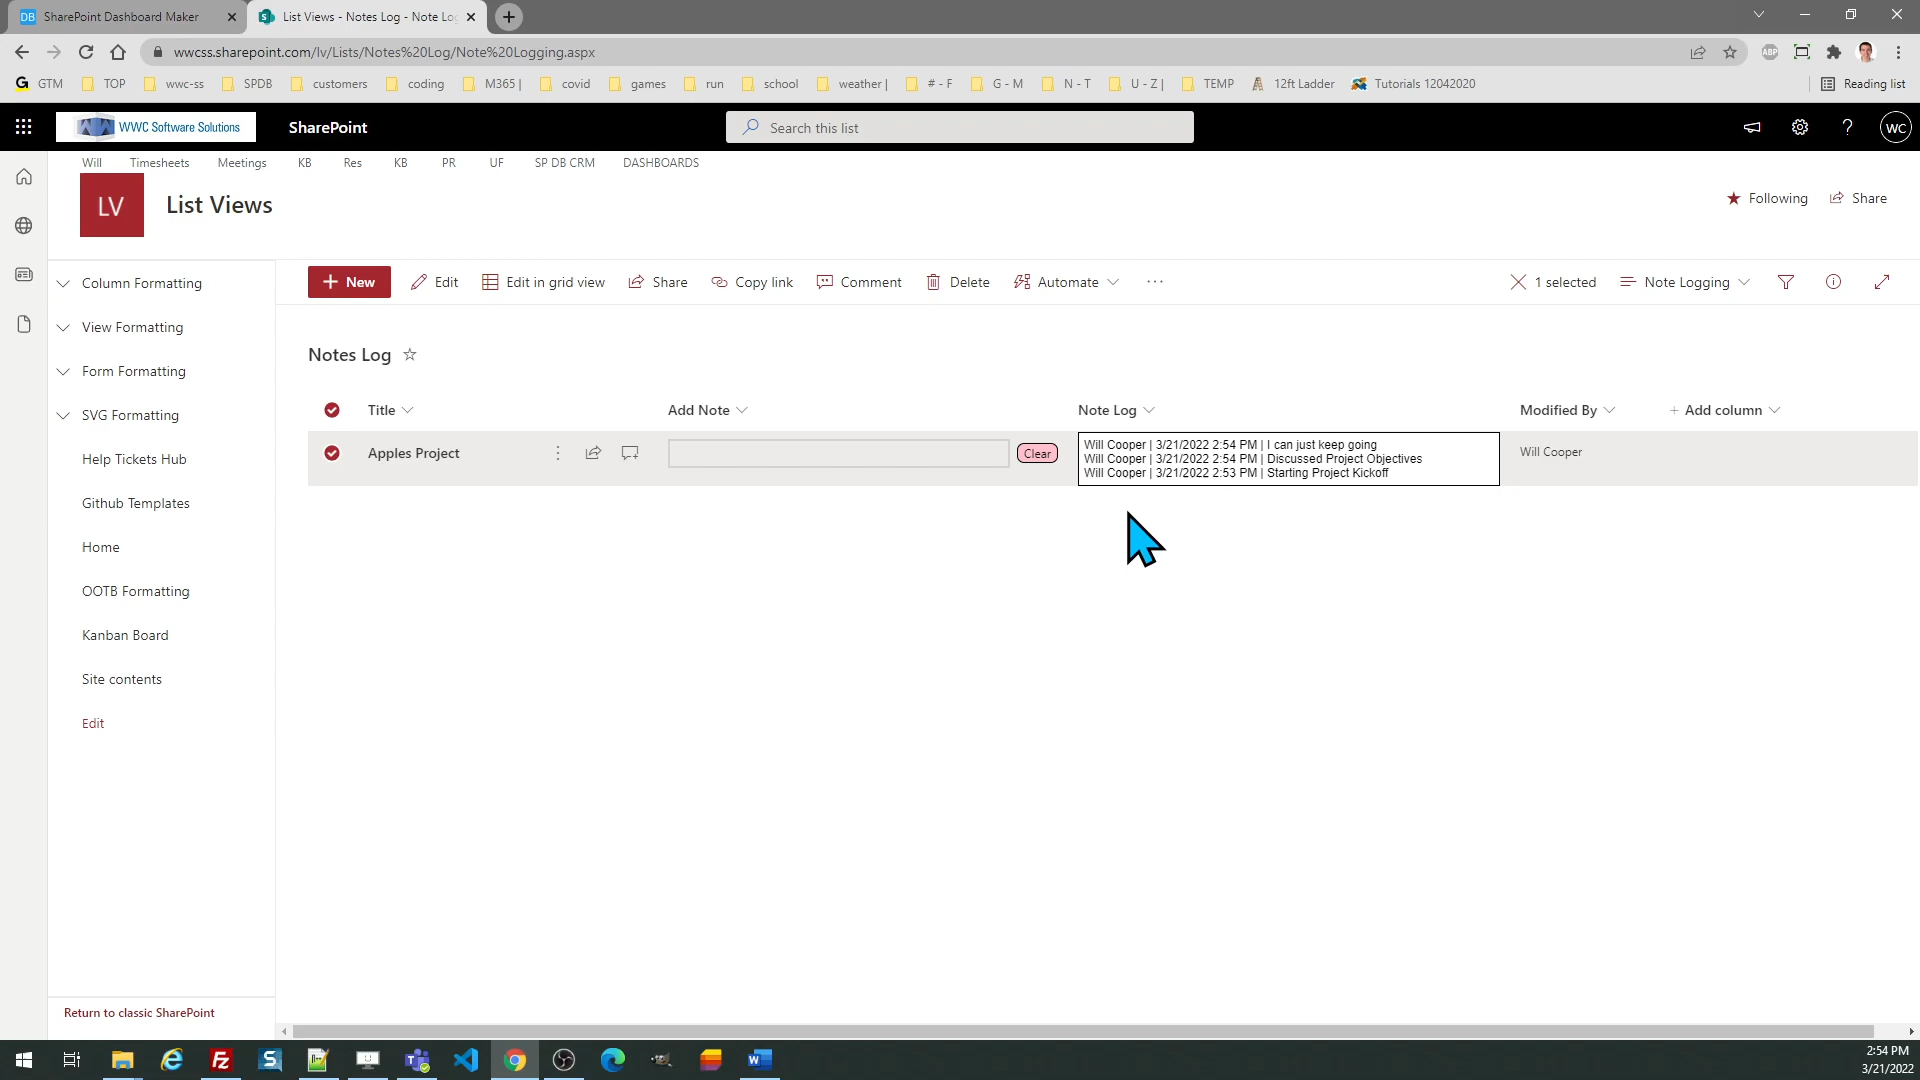 DB SharePoint Dashboard Maker
List Views - Notes Log - Note Log
wwcss.sharepoint.com/lv/Lists/Notes%20Log/Note%20Logging.aspx
ABP
G GTM TOP wwc-ss SPDB customers coding M365 | covid games run school weather | # - F G - M N - T U - Z | TEMP 12ft Ladder Tutorials 12042020 Reading list
WWC Software Solutions SharePoint Search this list ? WC
Will Timesheets Meetings KB Res KB PR UF SP DB CRM DASHBOARDS
LV List Views Following Share
+ New Edit Edit in grid view Share Copy link Comment Delete Automate ··· 1 selected Note Logging
Column Formatting
View Formatting
Form Formatting
SVG Formatting
Help Tickets Hub
Github Templates
Home
OOTB Formatting
Kanban Board
Site contents
Edit
Return to classic SharePoint
Notes Log
Title Add Note Note Log Modified By + Add column
Apples Project Clear Will Cooper
Will Cooper | 3/21/2022 2:54 PM | I can just keep going
Will Cooper | 3/21/2022 2:54 PM | Discussed Project Objectives
Will Cooper | 3/21/2022 2:53 PM | Starting Project Kickoff
2:54 PM
3/21/2022